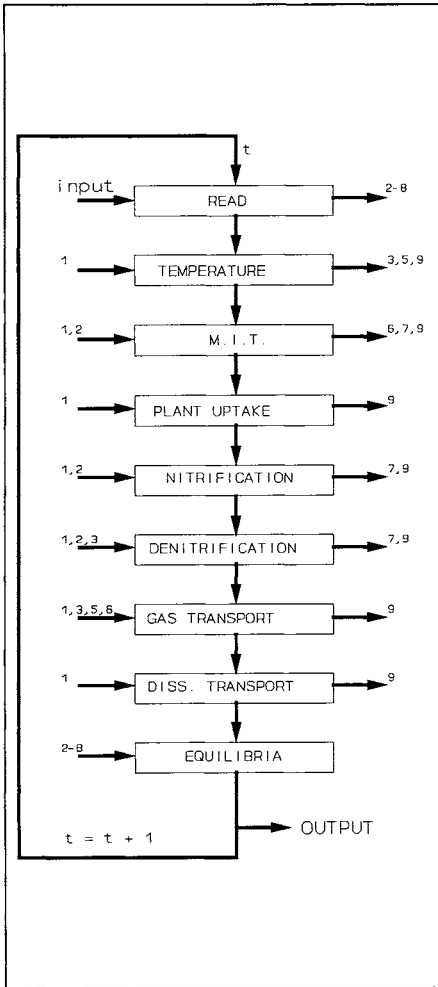 t
input READ 2-8
1 TEMPERATURE 3,5,9
1,2 M.I.T. 6,7,9
1 PLANT UPTAKE 9
1,2 NITRIFICATION 7,9
1,2,3 DENITRIFICATION 7,9
1,3,5,6 GAS TRANSPORT 9
1 DISS. TRANSPORT 9
2-8 EQUILIBRIA
OUTPUT
t = t + 1